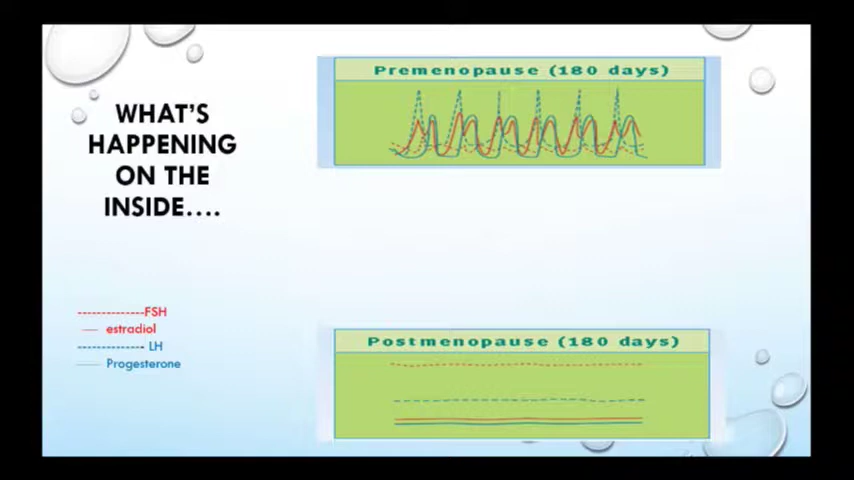 WHAT'S
HAPPENING
ON THE
INSIDE....
Premenopause (180 days)
--------------FSH
estradiol
-------------- LH
Progesterone
Postmenopause (180 days)